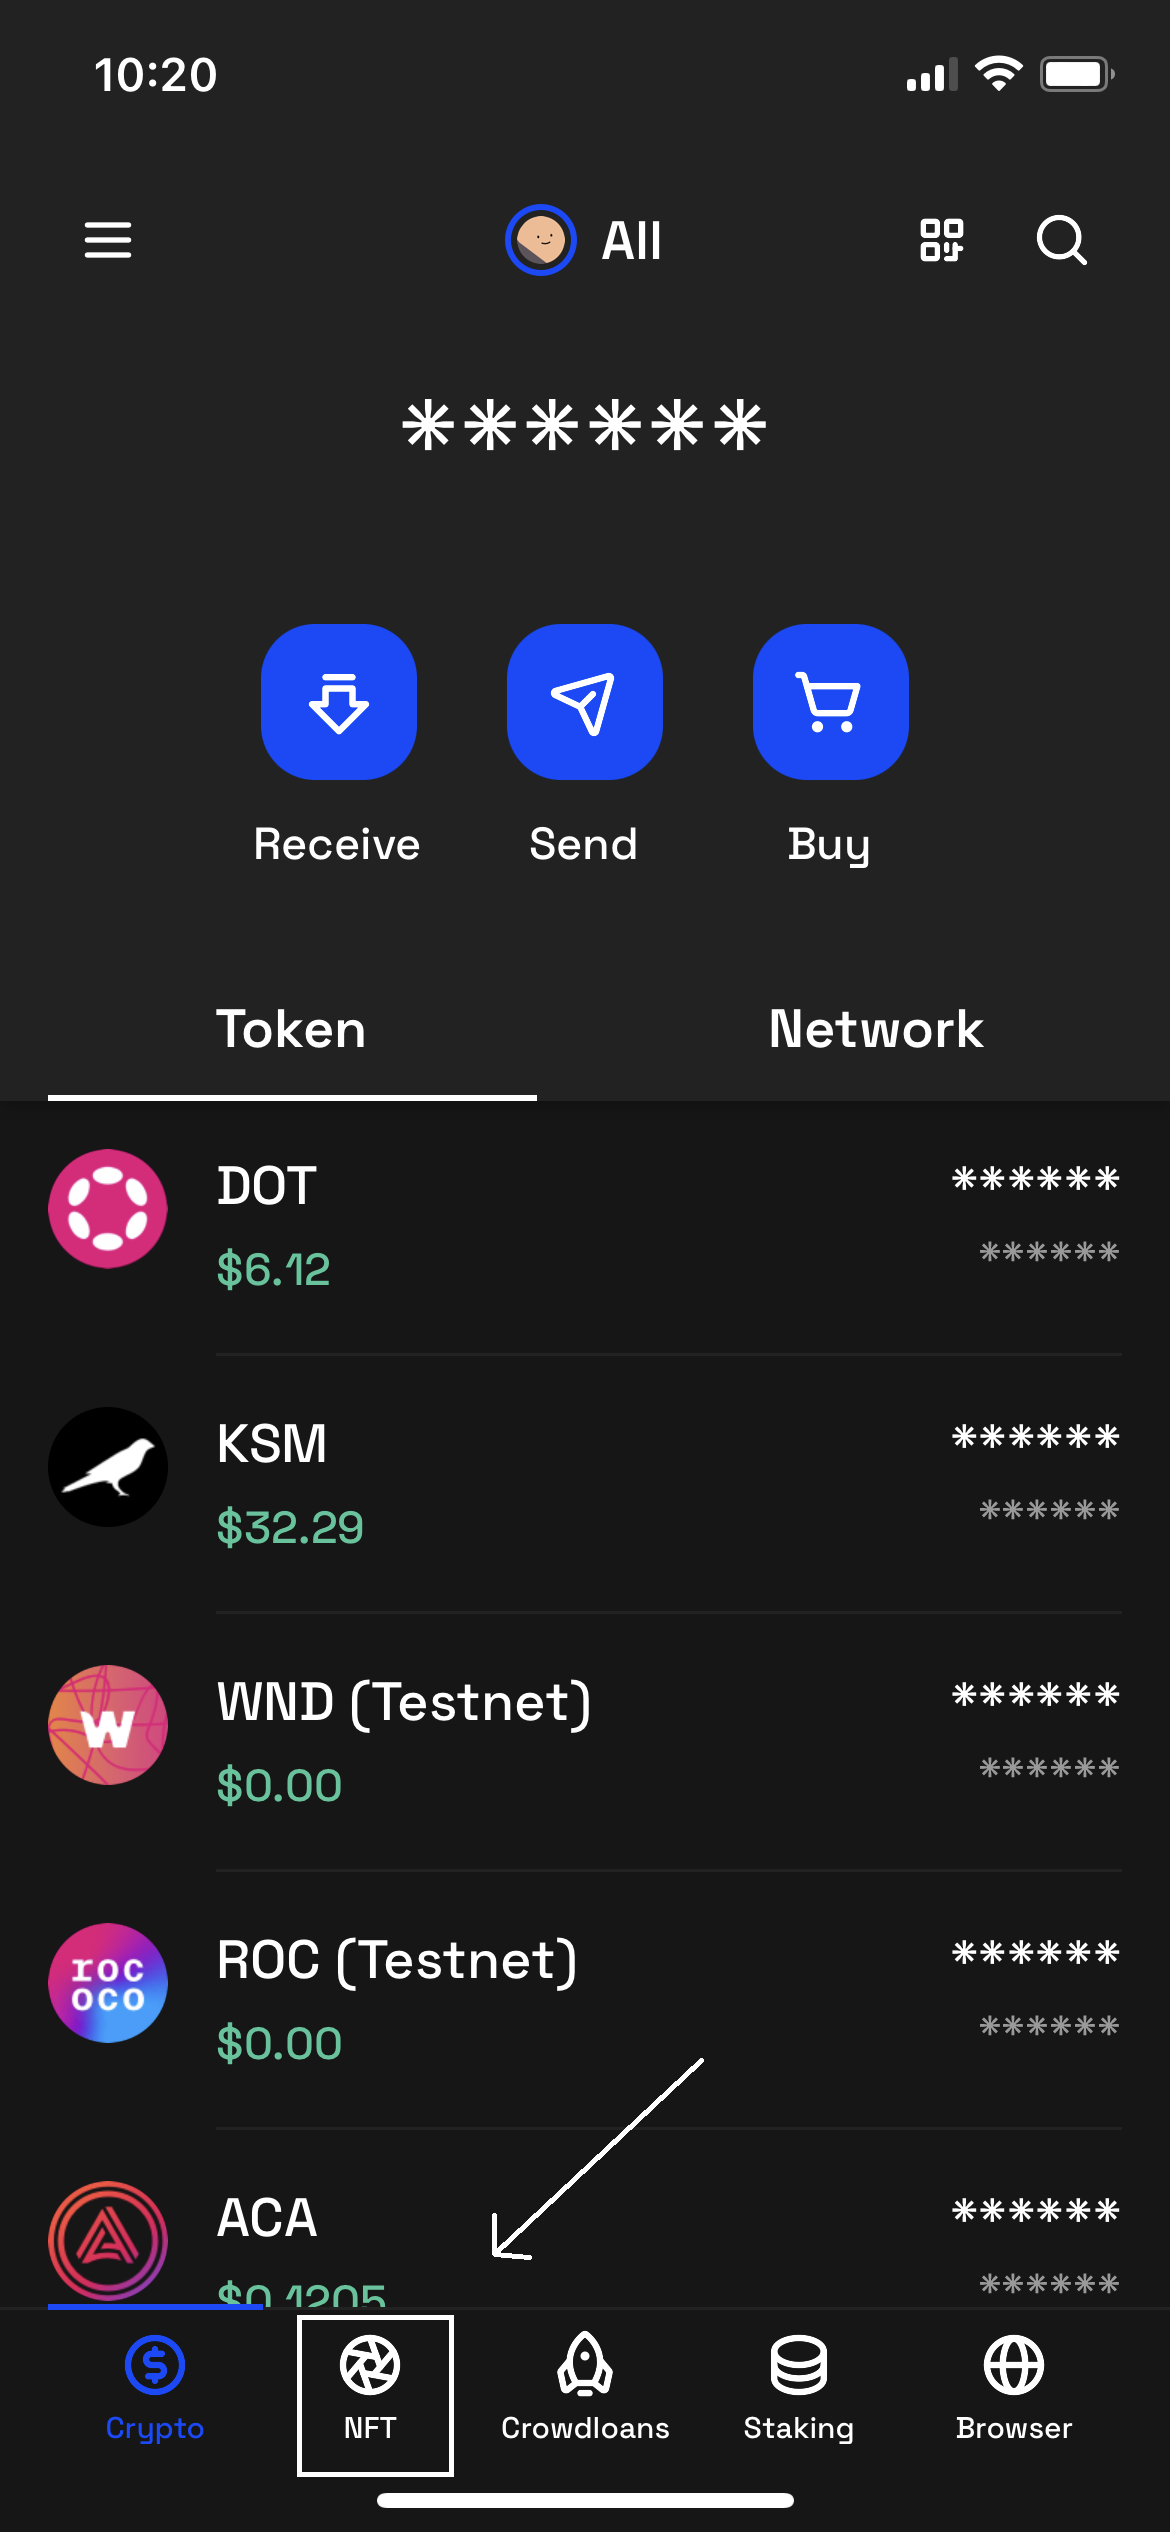 10:20
All
******
Receive Send Buy
Token Network
DOT ******
$6.12 ******
KSM ******
$32.29 ******
W
WND (Testnet) ******
$0.00 ******
roc
oco
ROC (Testnet) ******
$0.00 ******
ACA ******
$0.1205 ******
Crypto NFT Crowdloans Staking Browser